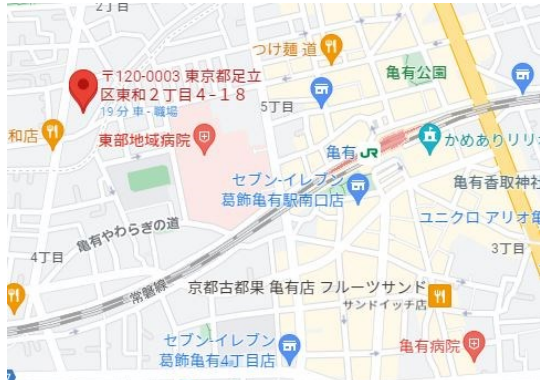 2丁目
つけ麺 道
〒120-0003 東京都足立
区東和2丁目4-18
19 分 車 - 職場
亀有公園
5丁目
和店
東部地域病院
亀有 JR
かめありリリオ
セブン-イレブン
葛飾亀有駅南口店
亀有香取神社
ユニクロ アリオ亀
亀有やわらぎの道
4丁目
3丁目
常磐線
京都古都果 亀有店 フルーツサンド
サンドイッチ店
セブン-イレブン
葛飾亀有4丁目店
亀有病院